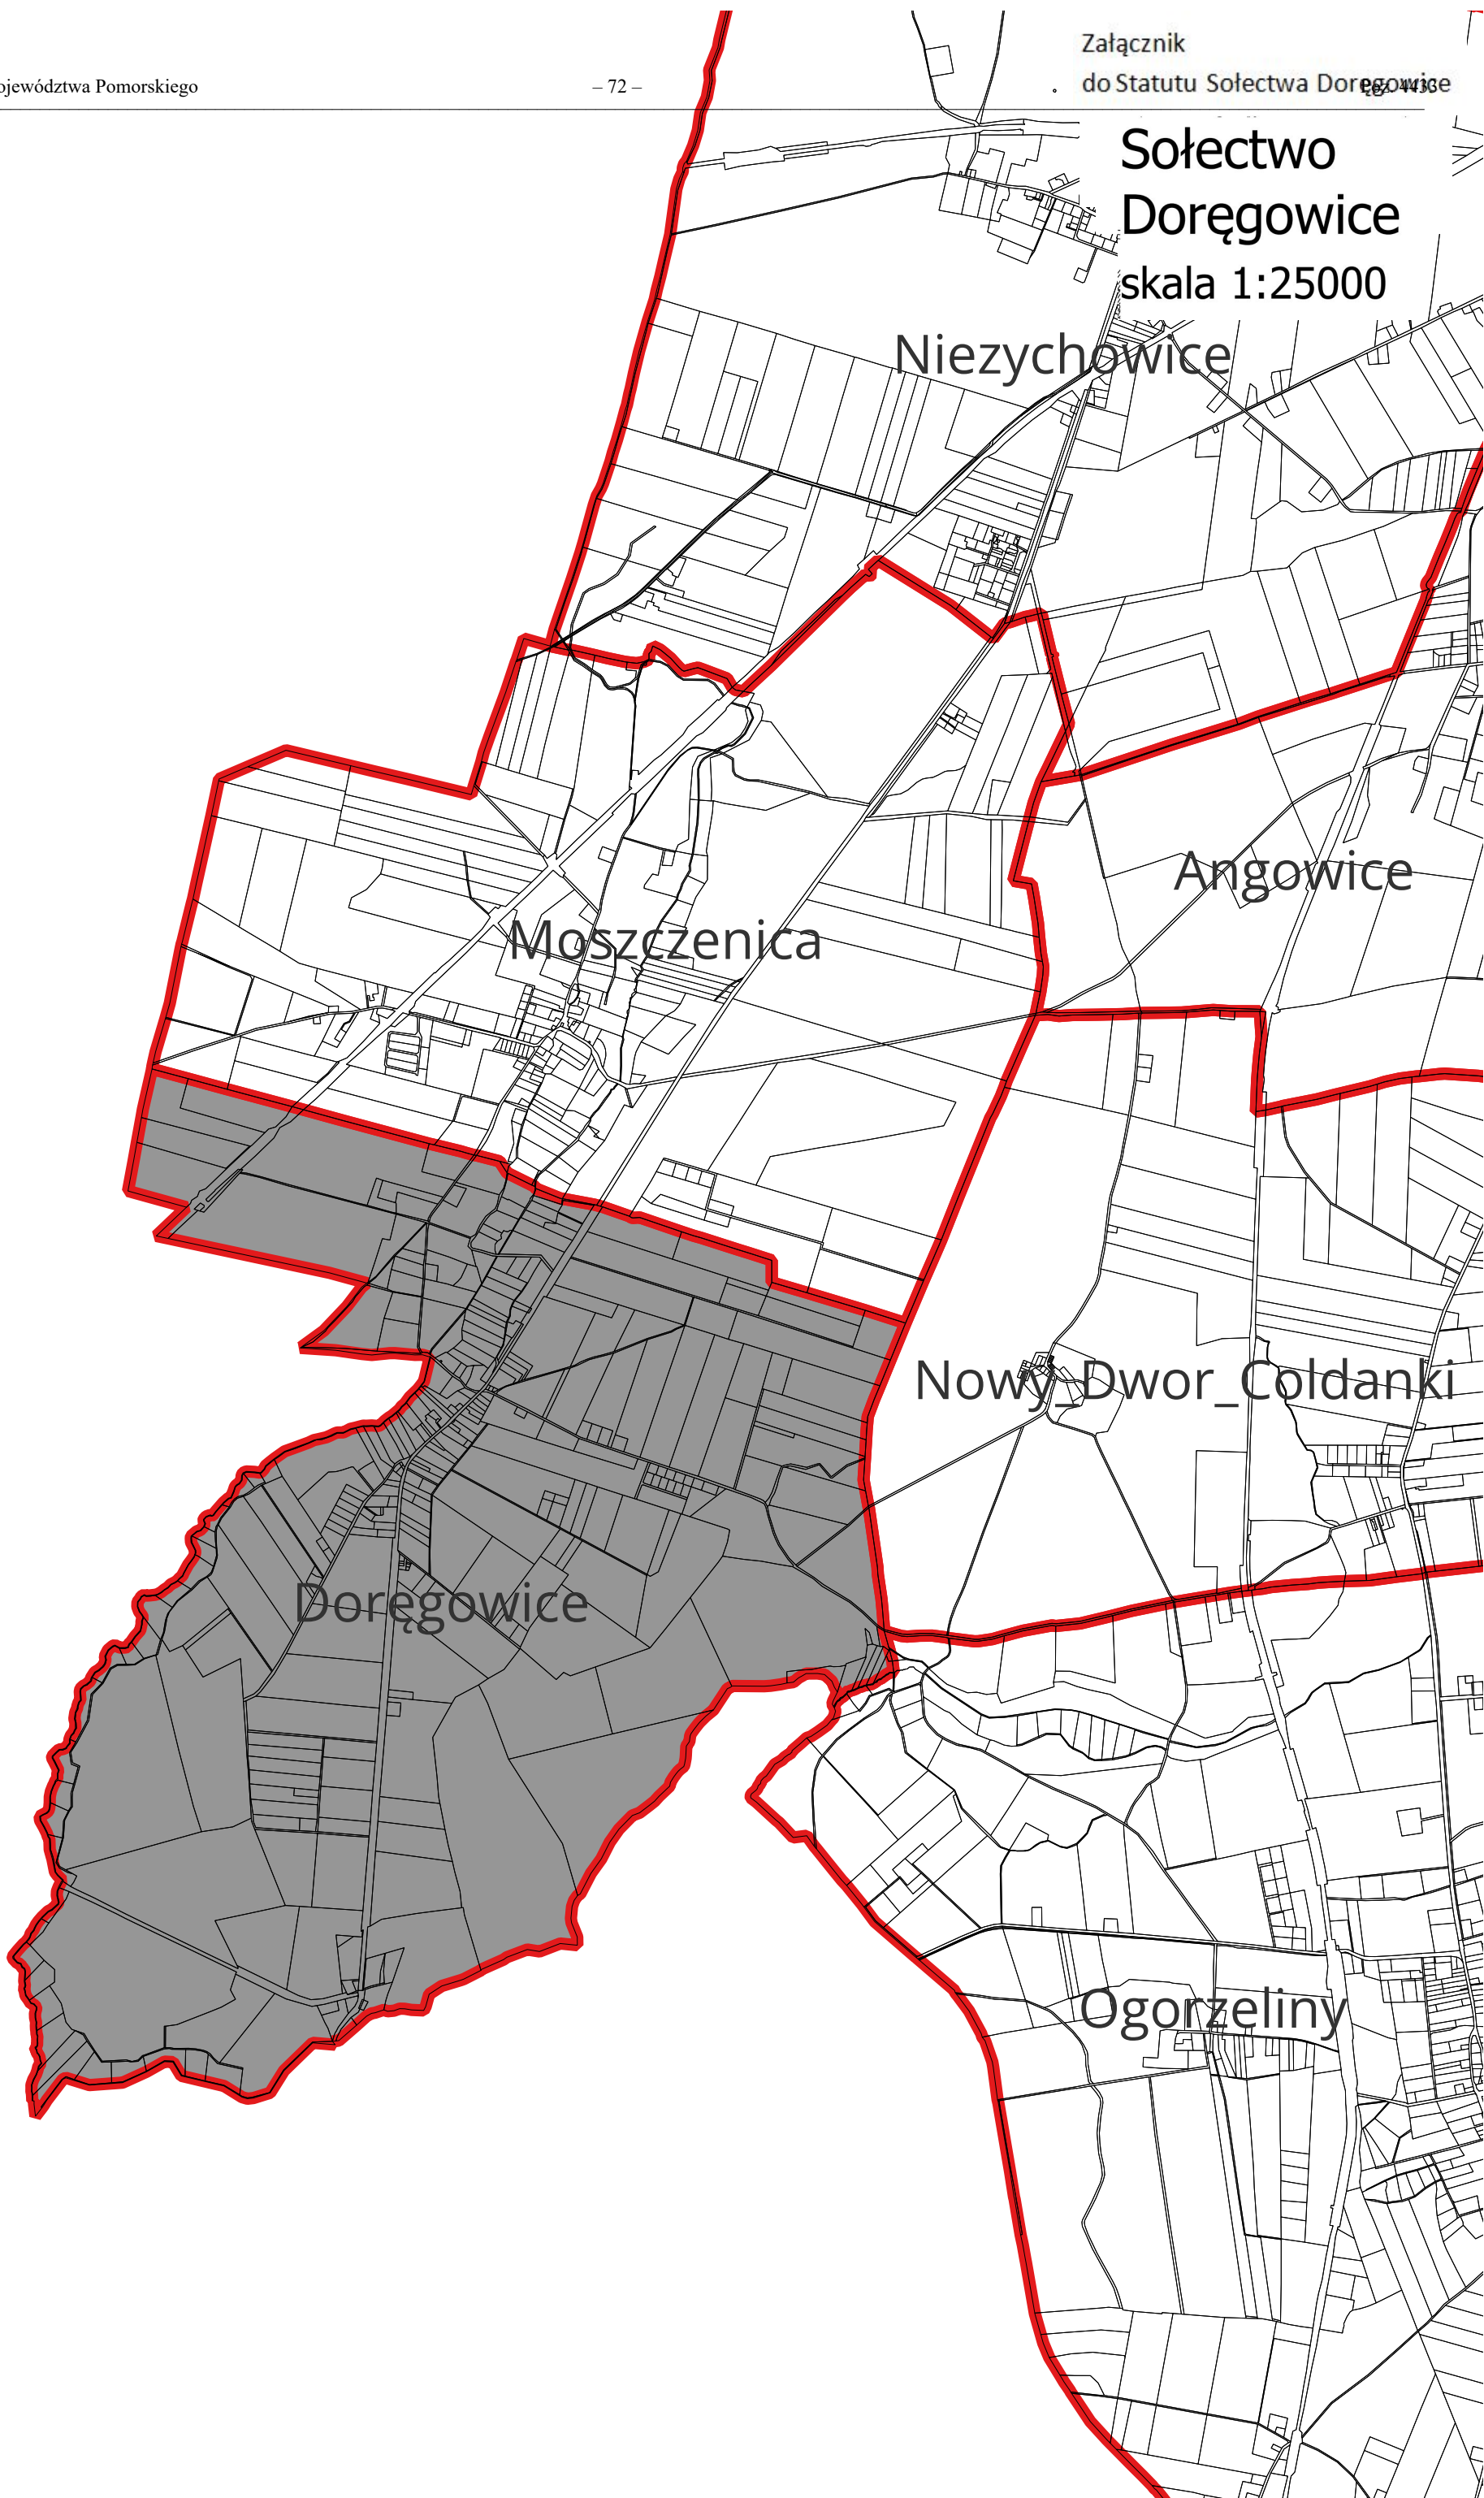 Załącznik
ojewództwa Pomorskiego – 72 – do Statutu Sołectwa Doręgowice
Sołectwo
Doręgowice
skala 1:25000
Niezychowice
Angowice
Moszczenica
Nowy_Dwor_Coldanki
Doręgowice
Ogorzeliny